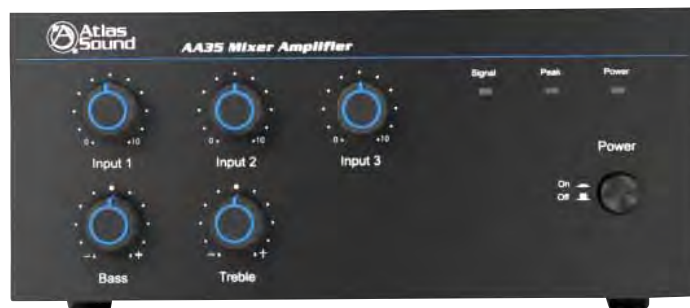 Atlas
Sound
AA35 Mixer Amplifier
Signal Peak Power
0 +10 0 +10 0 +10
Input 1 Input 2 Input 3
Power
On
Off
- + - +
Bass Treble